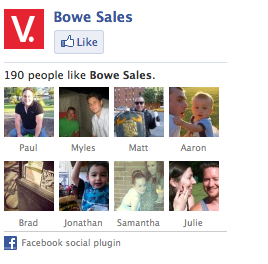 V.
Bowe Sales
Like
190 people like Bowe Sales.
Paul Myles Matt Aaron
Brad Jonathan Samantha Julie
Facebook social plugin